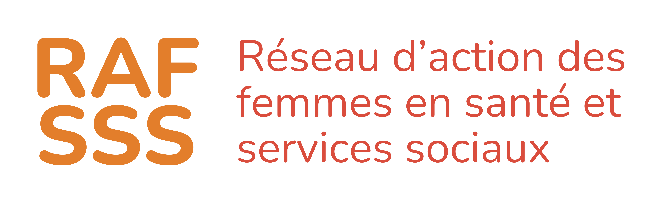 RAF
SSS
Réseau d’action des
femmes en santé et
services sociaux